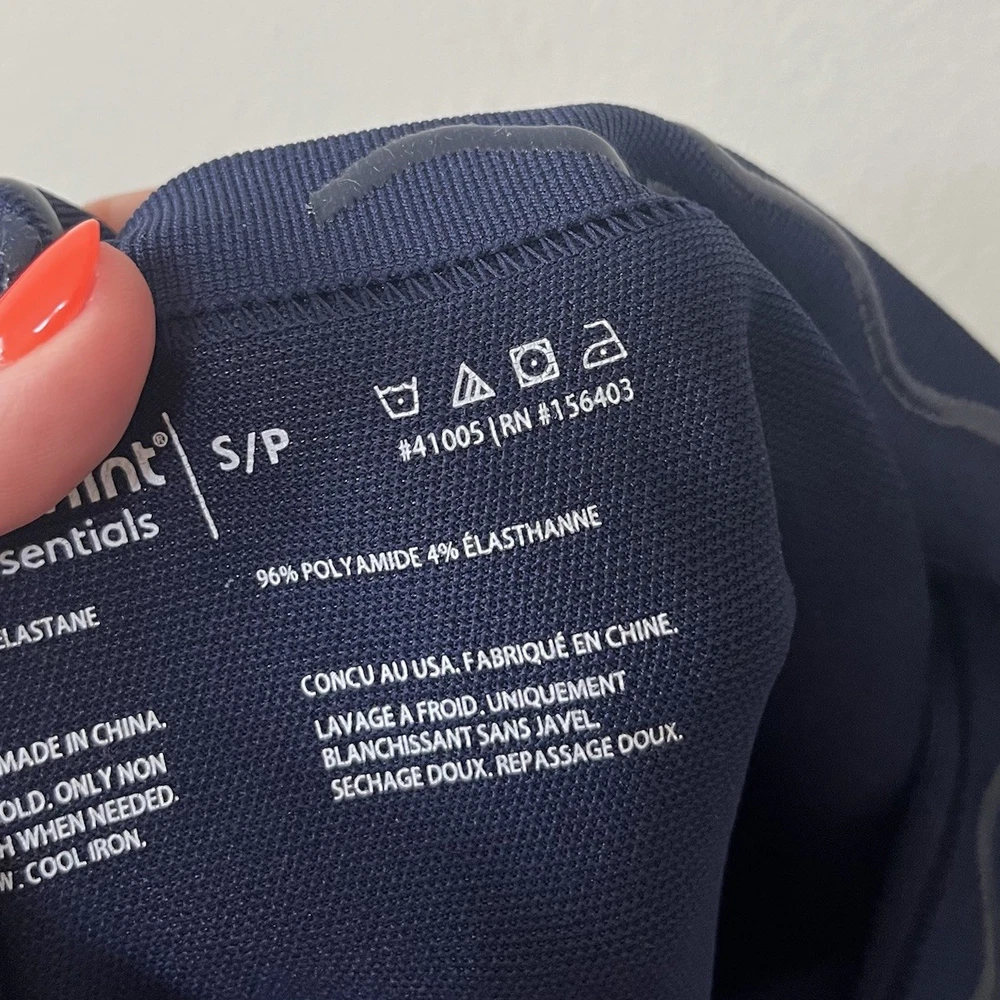 S/P
#41005 | RN #156403
sentials
96% POLYAMIDE 4% ÉLASTHANNE
ELASTANE
CONCU AU USA. FABRIQUÉ EN CHINE.
LAVAGE A FROID. UNIQUEMENT
BLANCHISSANT SANS JAVEL.
SECHAGE DOUX. REPASSAGE DOUX.
MADE IN CHINA.
OLD. ONLY NON
H WHEN NEEDED.
W. COOL IRON.